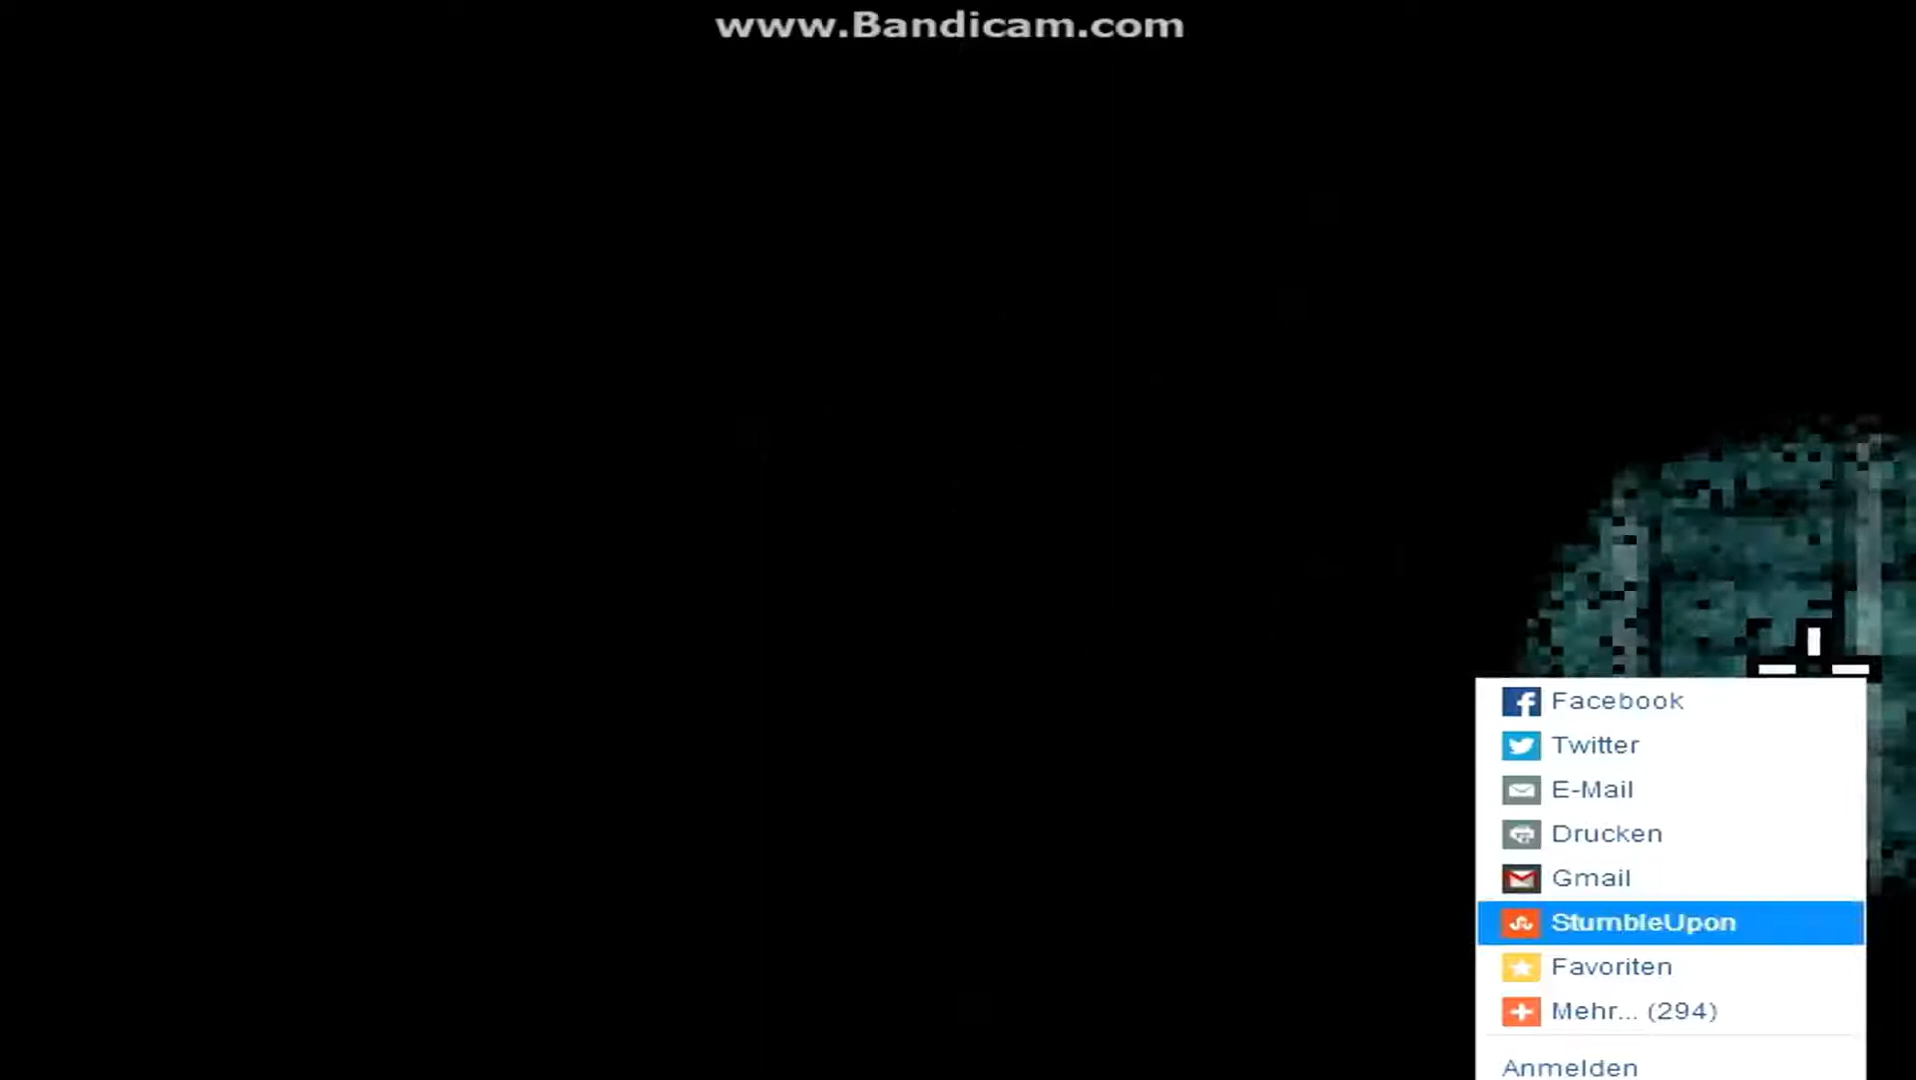 www.Bandicam.com
Facebook
Twitter
E-Mail
Drucken
Gmail
StumbleUpon
Favoriten
Mehr... (294)
Anmelden